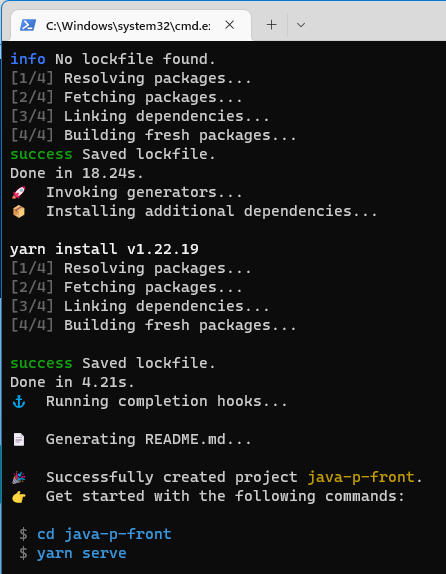 C:\Windows\system32\cmd.e
info No lockfile found.
[1/4] Resolving packages...
[2/4] Fetching packages...
[3/4] Linking dependencies...
[4/4] Building fresh packages...
success Saved lockfile.
Done in 18.24s.
🚀 Invoking generators...
📦 Installing additional dependencies...
yarn install v1.22.19
[1/4] Resolving packages...
[2/4] Fetching packages...
[3/4] Linking dependencies...
[4/4] Building fresh packages...
success Saved lockfile.
Done in 4.21s.
⚓ Running completion hooks...
📄 Generating README.md...
🎉 Successfully created project java-p-front.
👉 Get started with the following commands:
$ cd java-p-front
$ yarn serve